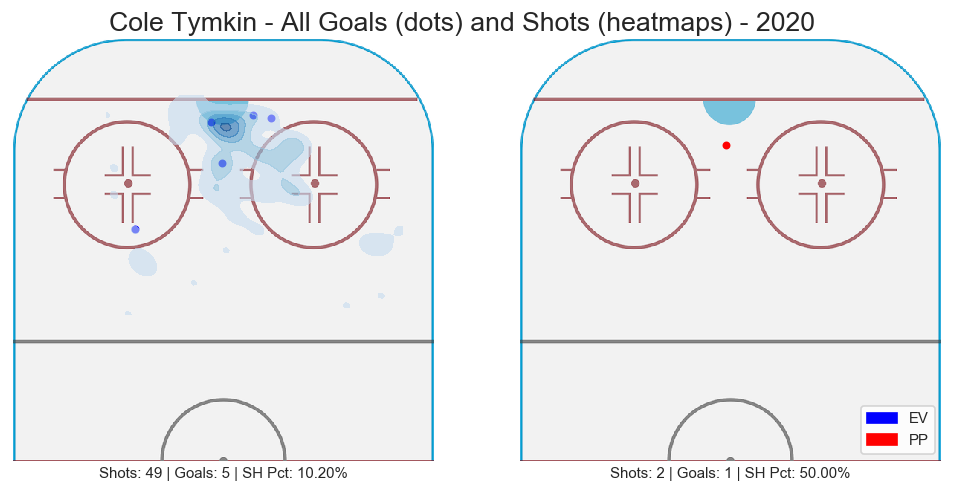 Cole Tymkin - All Goals (dots) and Shots (heatmaps) - 2020
EV
PP
Shots: 49 | Goals: 5 | SH Pct: 10.20%
Shots: 2 | Goals: 1 | SH Pct: 50.00%